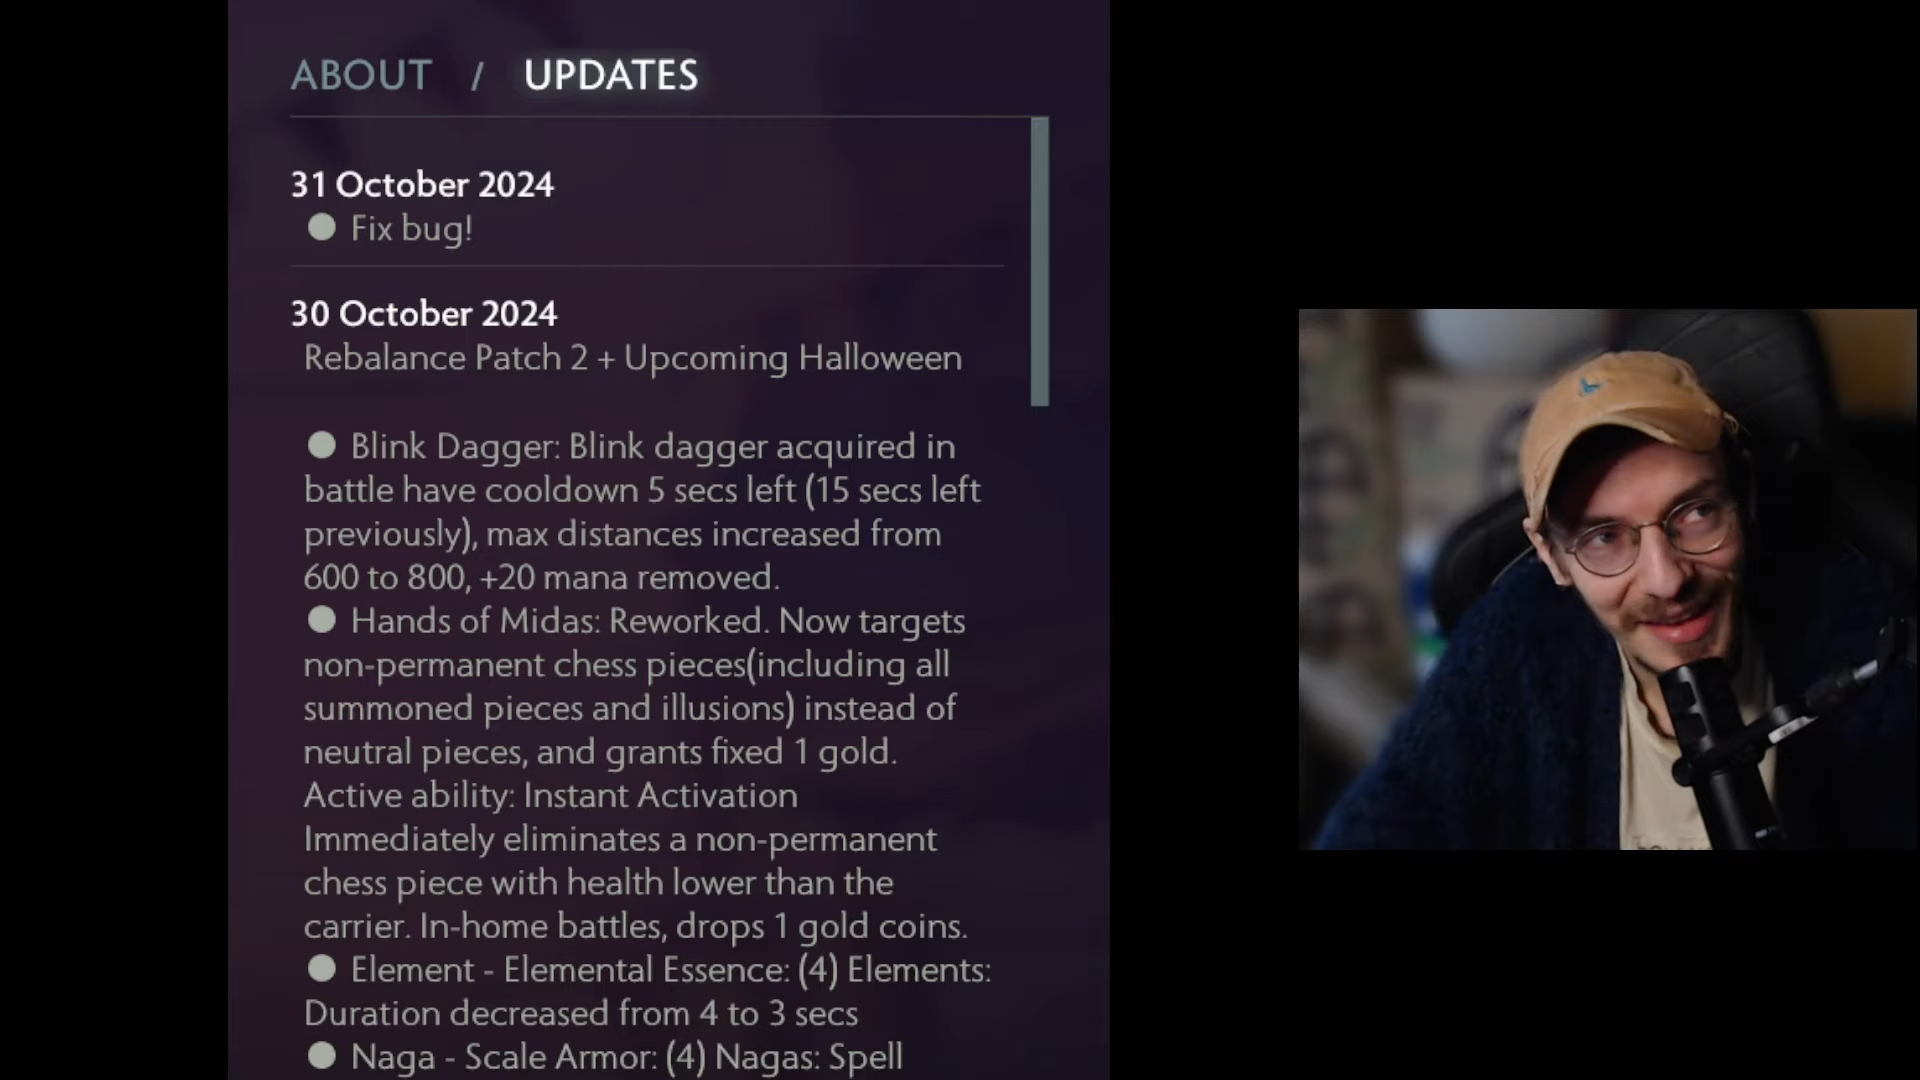 ABOUT / UPDATES
31 October 2024
● Fix bug!
30 October 2024
Rebalance Patch 2 + Upcoming Halloween
● Blink Dagger: Blink dagger acquired in
battle have cooldown 5 secs left (15 secs left
previously), max distances increased from
600 to 800, +20 mana removed.
● Hands of Midas: Reworked. Now targets
non-permanent chess pieces(including all
summoned pieces and illusions) instead of
neutral pieces, and grants fixed 1 gold.
Active ability: Instant Activation
Immediately eliminates a non-permanent
chess piece with health lower than the
carrier. In-home battles, drops 1 gold coins.
● Element - Elemental Essence: (4) Elements:
Duration decreased from 4 to 3 secs
● Naga - Scale Armor: (4) Nagas: Spell